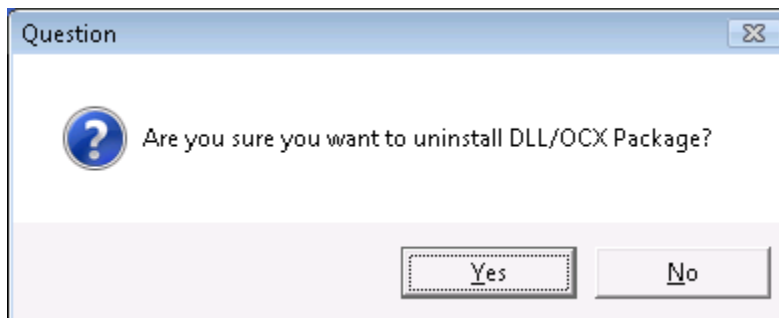 Question
Are you sure you want to uninstall DLL/OCX Package?
Yes
No